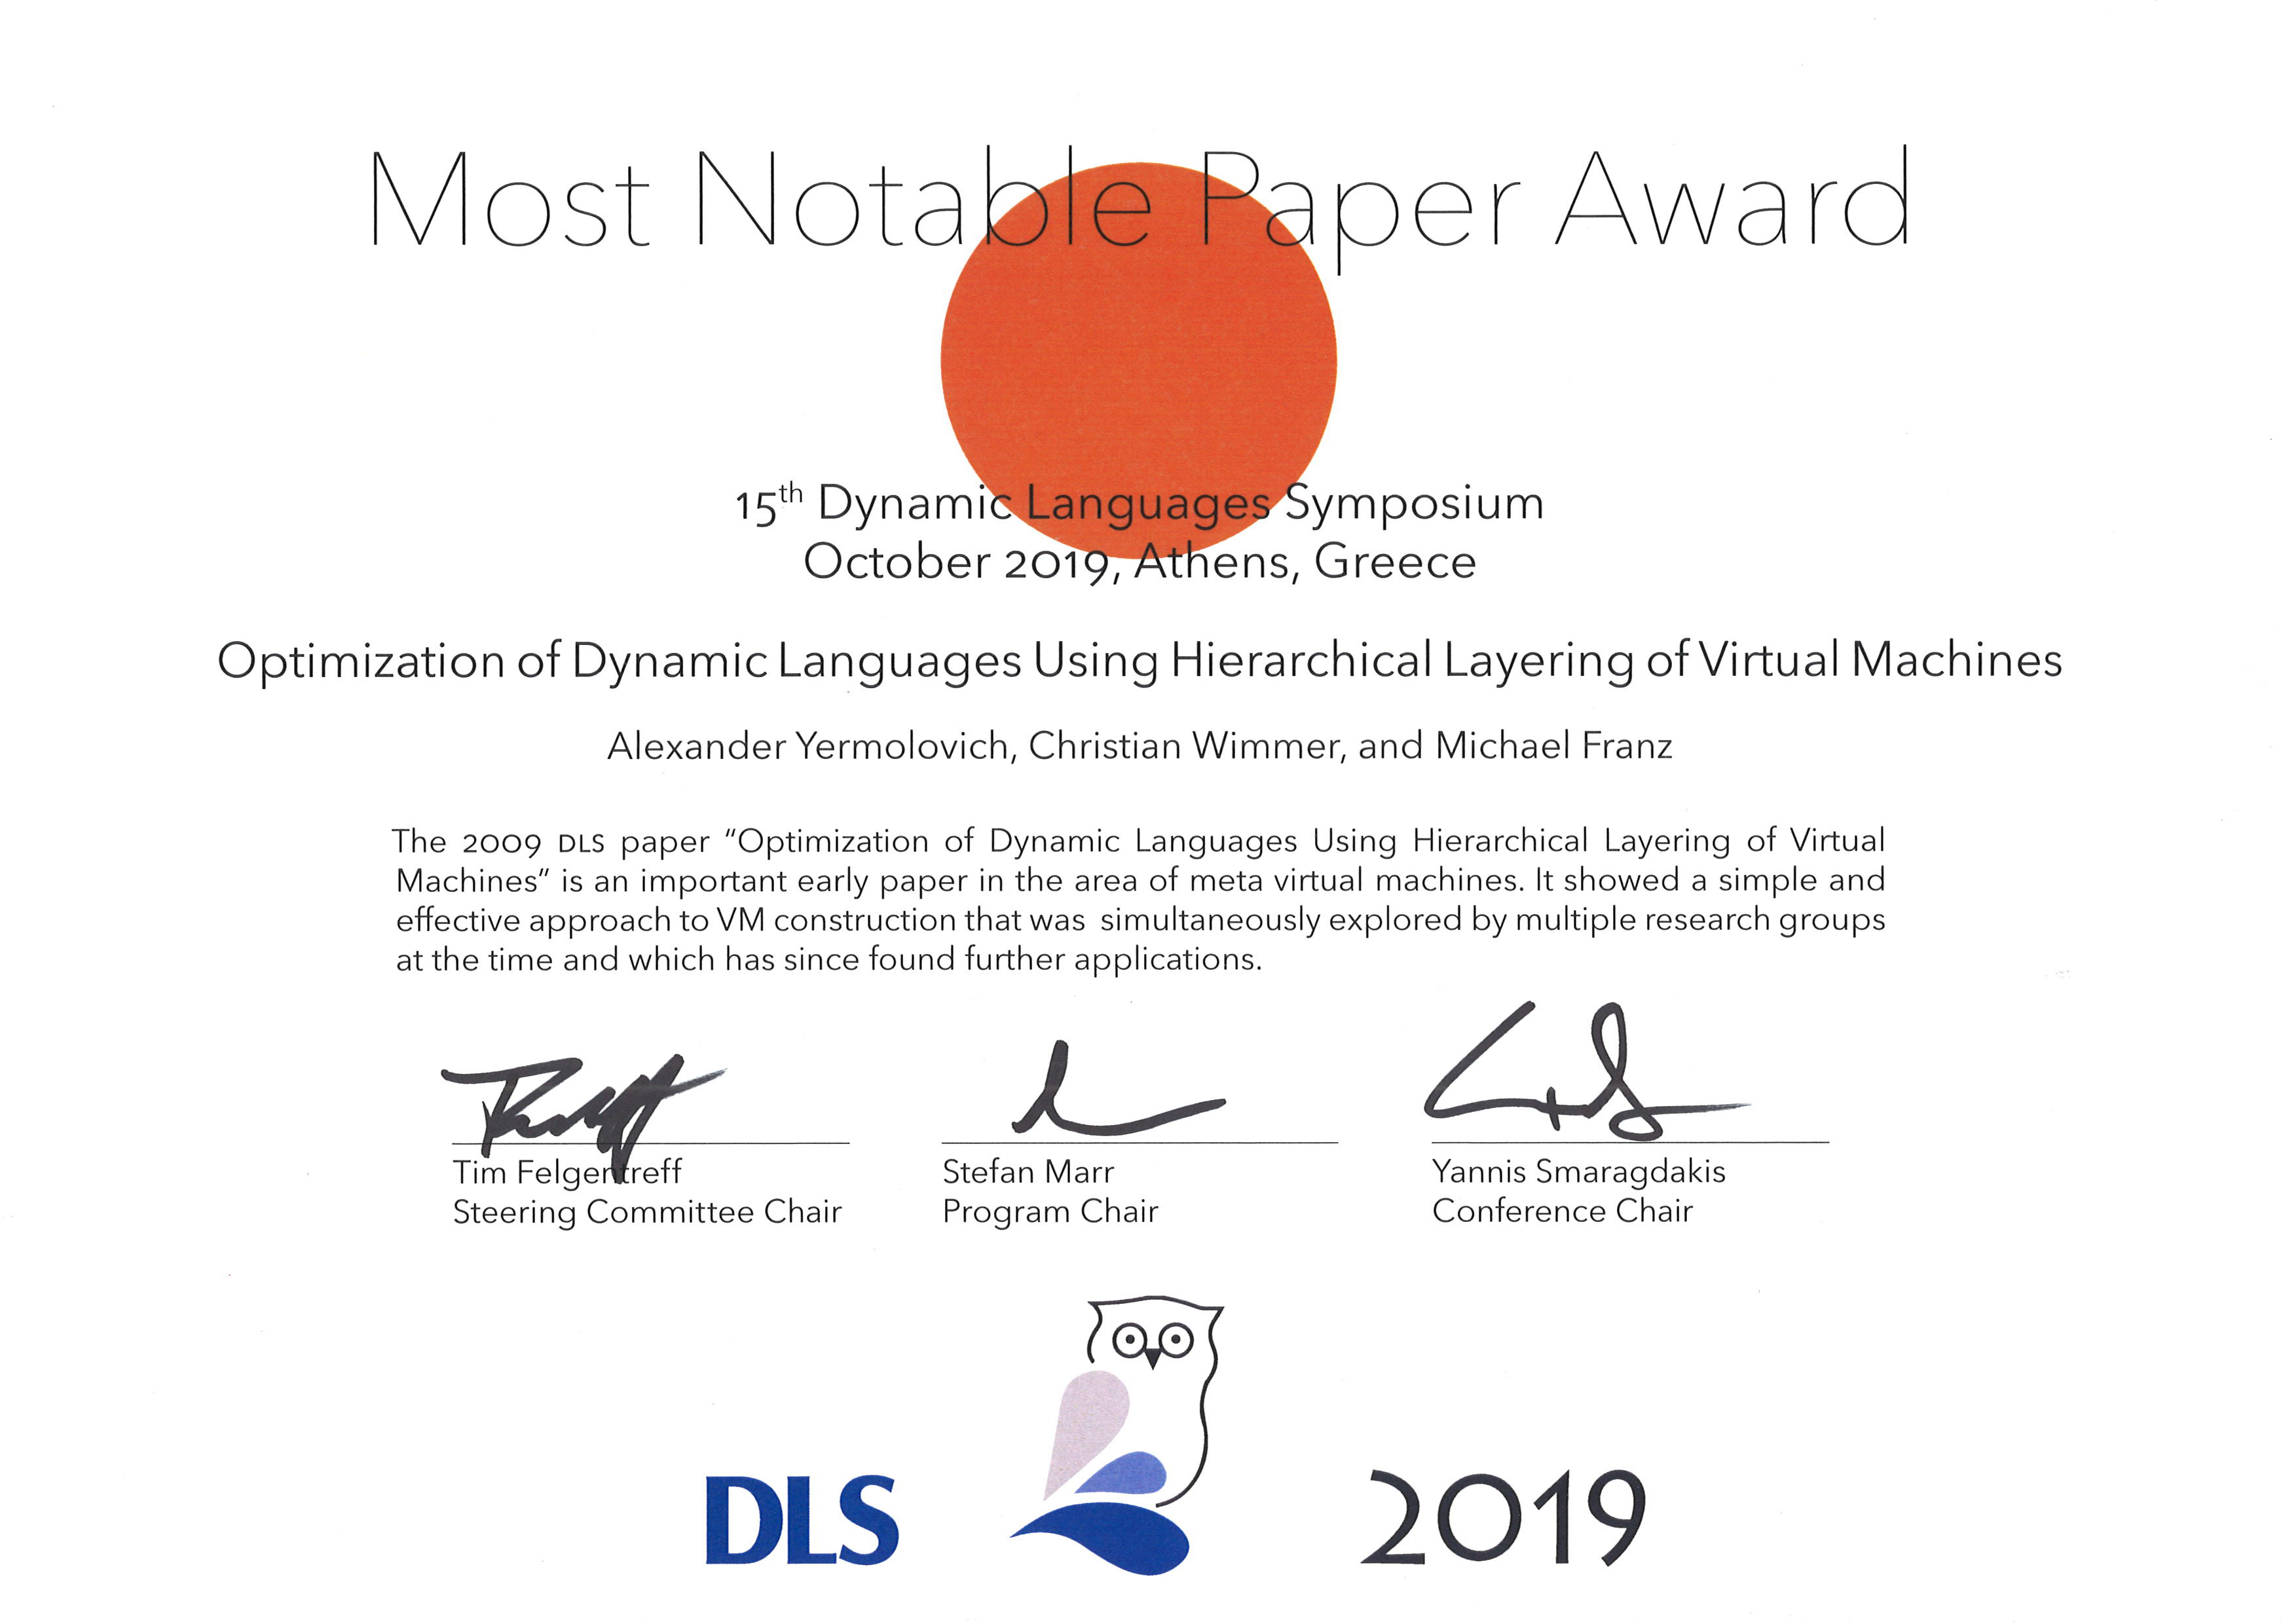 Most Notable Paper Award
15th Dynamic Languages Symposium
October 2019, Athens, Greece
Optimization of Dynamic Languages Using Hierarchical Layering of Virtual Machines
Alexander Yermolovich, Christian Wimmer, and Michael Franz
The 2009 DLS paper “Optimization of Dynamic Languages Using Hierarchical Layering of Virtual
Machines” is an important early paper in the area of meta virtual machines. It showed a simple and
effective approach to VM construction that was simultaneously explored by multiple research groups
at the time and which has since found further applications.
Tim Felgentreff
Steering Committee Chair
Stefan Marr
Program Chair
Yannis Smaragdakis
Conference Chair
DLS
2019